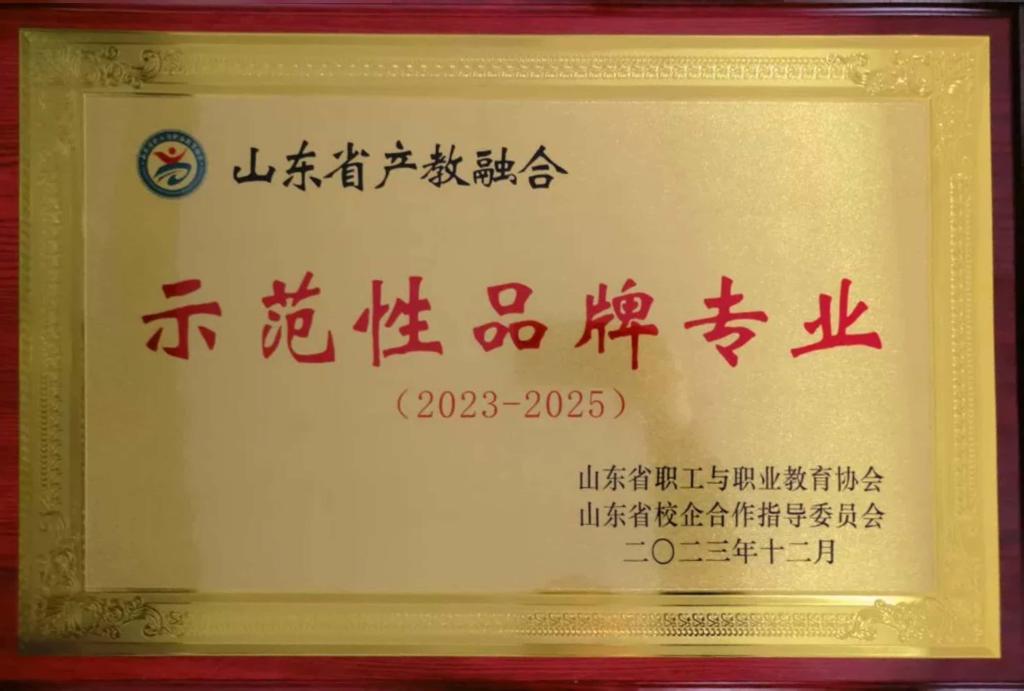 山东省产教融合
示范性品牌专业
（2023-2025）
山东省职工与职业教育协会
山东省校企合作指导委员会
二〇二三年十二月